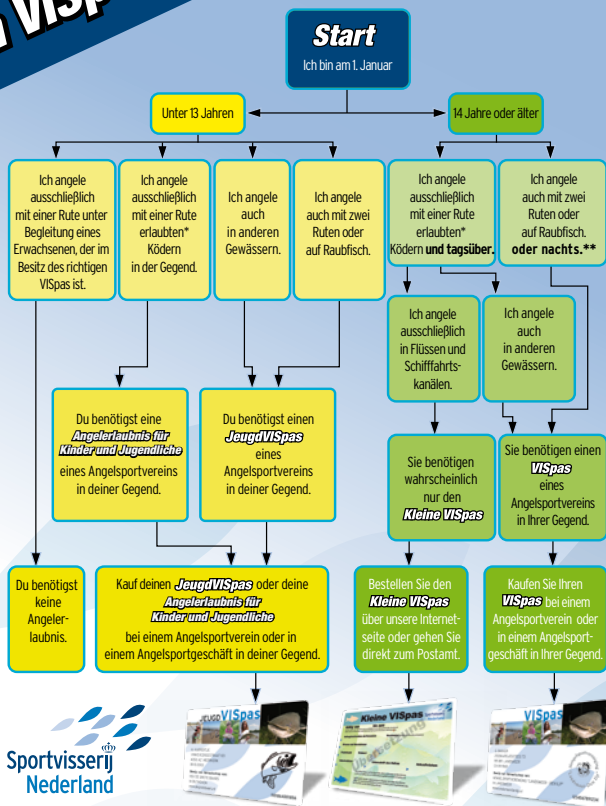 VISpa
Start
Ich bin am 1. Januar
Unter 13 Jahren
14 Jahre oder älter
Ich angele
ausschließlich
mit einer Rute unter
Begleitung eines
Erwachsenen, der im
Besitz des richtigen
VISpas ist.
Ich angele
ausschließlich
mit einer Rute
erlaubten*
Ködern
in der Gegend.
Ich angele
auch
in anderen
Gewässern.
Ich angele
auch mit zwei
Ruten oder
auf Raubfisch.
Ich angele
ausschließlich
mit einer Rute
erlaubten*
Ködern und tagsüber.
Ich angele
auch mit zwei
Ruten oder
auf Raubfisch.
oder nachts.**
Ich angele
ausschließlich
in Flüssen und
Schifffahrts-
kanälen.
Ich angele
auch
in anderen
Gewässern.
Du benötigst eine
Angelerlaubnis für
Kinder und Jugendliche
eines Angelsportvereins
in deiner Gegend.
Du benötigst einen
JeugdVISpas
eines
Angelsportvereins
in deiner Gegend.
Sie benötigen
wahrscheinlich
nur den
Kleine VISpas
Sie benötigen einen
VISpas
eines
Angelsportvereins
in Ihrer Gegend.
Du benötigst
keine
Angeler-
laubnis.
Kauf deinen JeugdVISpas oder deine
Angelerlaubnis für
Kinder und Jugendliche
bei einem Angelsportverein oder in
einem Angelsportgeschäft in deiner Gegend.
Bestellen Sie den
Kleine VISpas
über unsere Internet-
seite oder gehen Sie
direkt zum Postamt.
Kaufen Sie Ihren
VISpas bei einem
Angelsportverein oder
in einem Angelsport-
geschäft in Ihrer Gegend.
Sportvisserij
Nederland
JEUGD VISpas
Kleine VISpas
VISpas